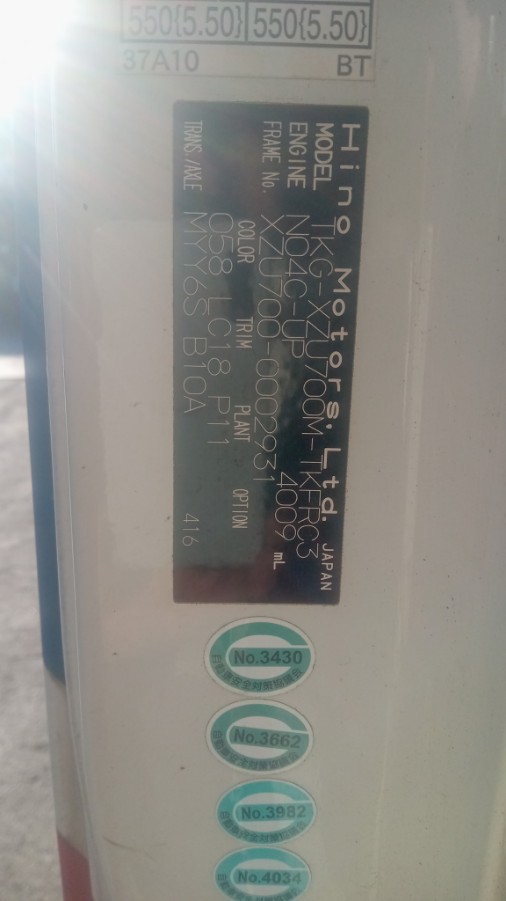 550{5.50} 550{5.50}
37A10 BT
Hino Motors, Ltd. JAPAN
MODEL TKG-XZU700M-TKFRC3
ENGINE N04C-UP 4009 mL
FRAME No. XZU700-0002931
COLOR TRIM PLANT OPTION
058 LC18 P11
TRANS./AXLE MYY6S B10A 416
No.3430
No.3662
No.3982
No.4034